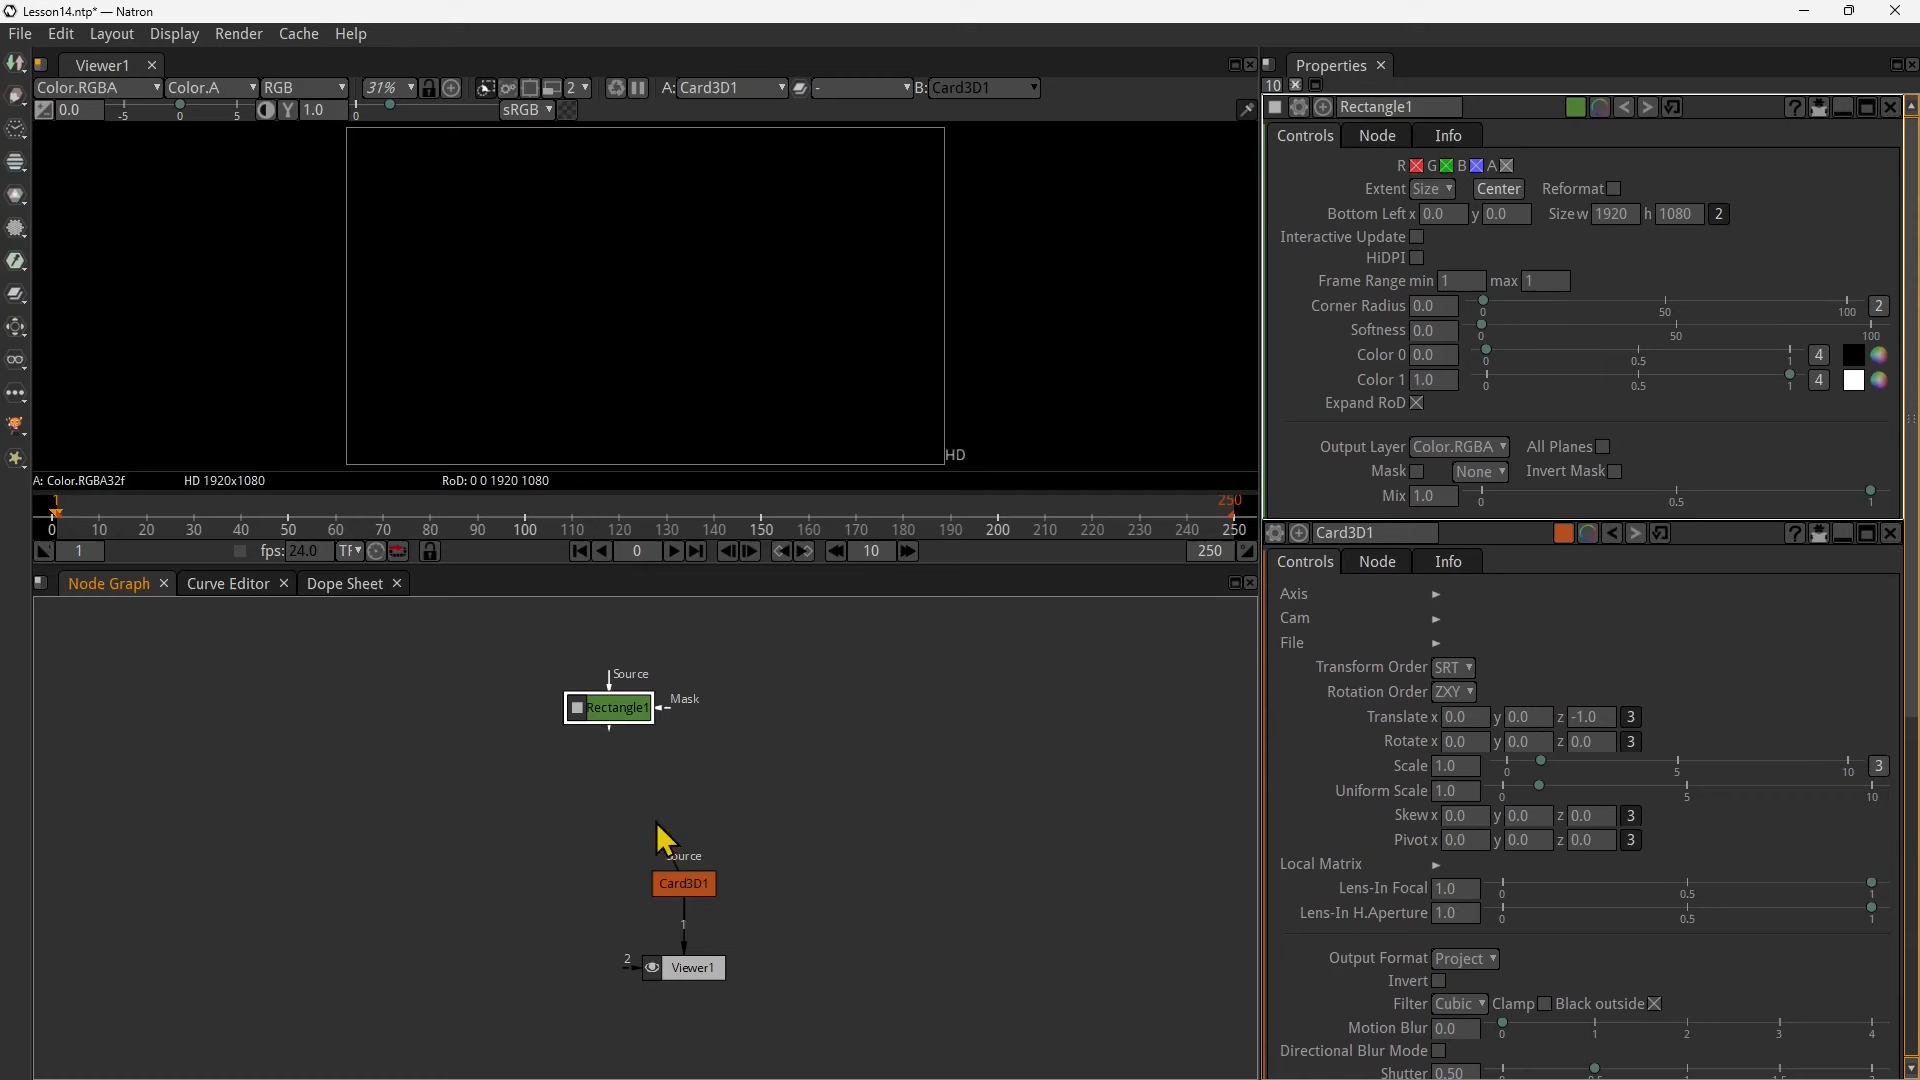 Lesson14.ntp* — Natron
File Edit Layout Display Render Cache Help
Viewer1
Color.RGBA Color.A RGB 31% 2 A: Card3D1 - B: Card3D1
0.0 -5 0 5 Y 1.0 0 sRGB
HD
A: Color.RGBA32f HD 1920x1080 RoD: 0 0 1920 1080
1 250
0 10 20 30 40 50 60 70 80 90 100 110 120 130 140 150 160 170 180 190 200 210 220 230 240 250
1 fps: 24.0 0 10 250
Node Graph Curve Editor Dope Sheet
Source
Rectangle1 Mask
Source
Card3D1
1
2 Viewer1
Properties
10
Rectangle1 ?
Controls Node Info
R G B A
Extent Size Center Reformat
Bottom Left x 0.0 y 0.0 Size w 1920 h 1080 2
Interactive Update
HiDPI
Frame Range min 1 max 1
Corner Radius 0.0 0 50 100 2
Softness 0.0 0 50 100
Color 0 0.0 0 0.5 1 4
Color 1 1.0 0 0.5 1 4
Expand RoD
Output Layer Color.RGBA All Planes
Mask None Invert Mask
Mix 1.0 0 0.5 1
Card3D1 ?
Controls Node Info
Axis
Cam
File
Transform Order SRT
Rotation Order ZXY
Translate x 0.0 y 0.0 z -1.0 3
Rotate x 0.0 y 0.0 z 0.0 3
Scale 1.0 0 5 10 3
Uniform Scale 1.0 0 5 10
Skew x 0.0 y 0.0 z 0.0 3
Pivot x 0.0 y 0.0 z 0.0 3
Local Matrix
Lens-In Focal 1.0 0 0.5 1
Lens-In H.Aperture 1.0 0 0.5 1
Output Format Project
Invert
Filter Cubic Clamp Black outside
Motion Blur 0.0 0 1 2 3 4
Directional Blur Mode
Shutter 0.50